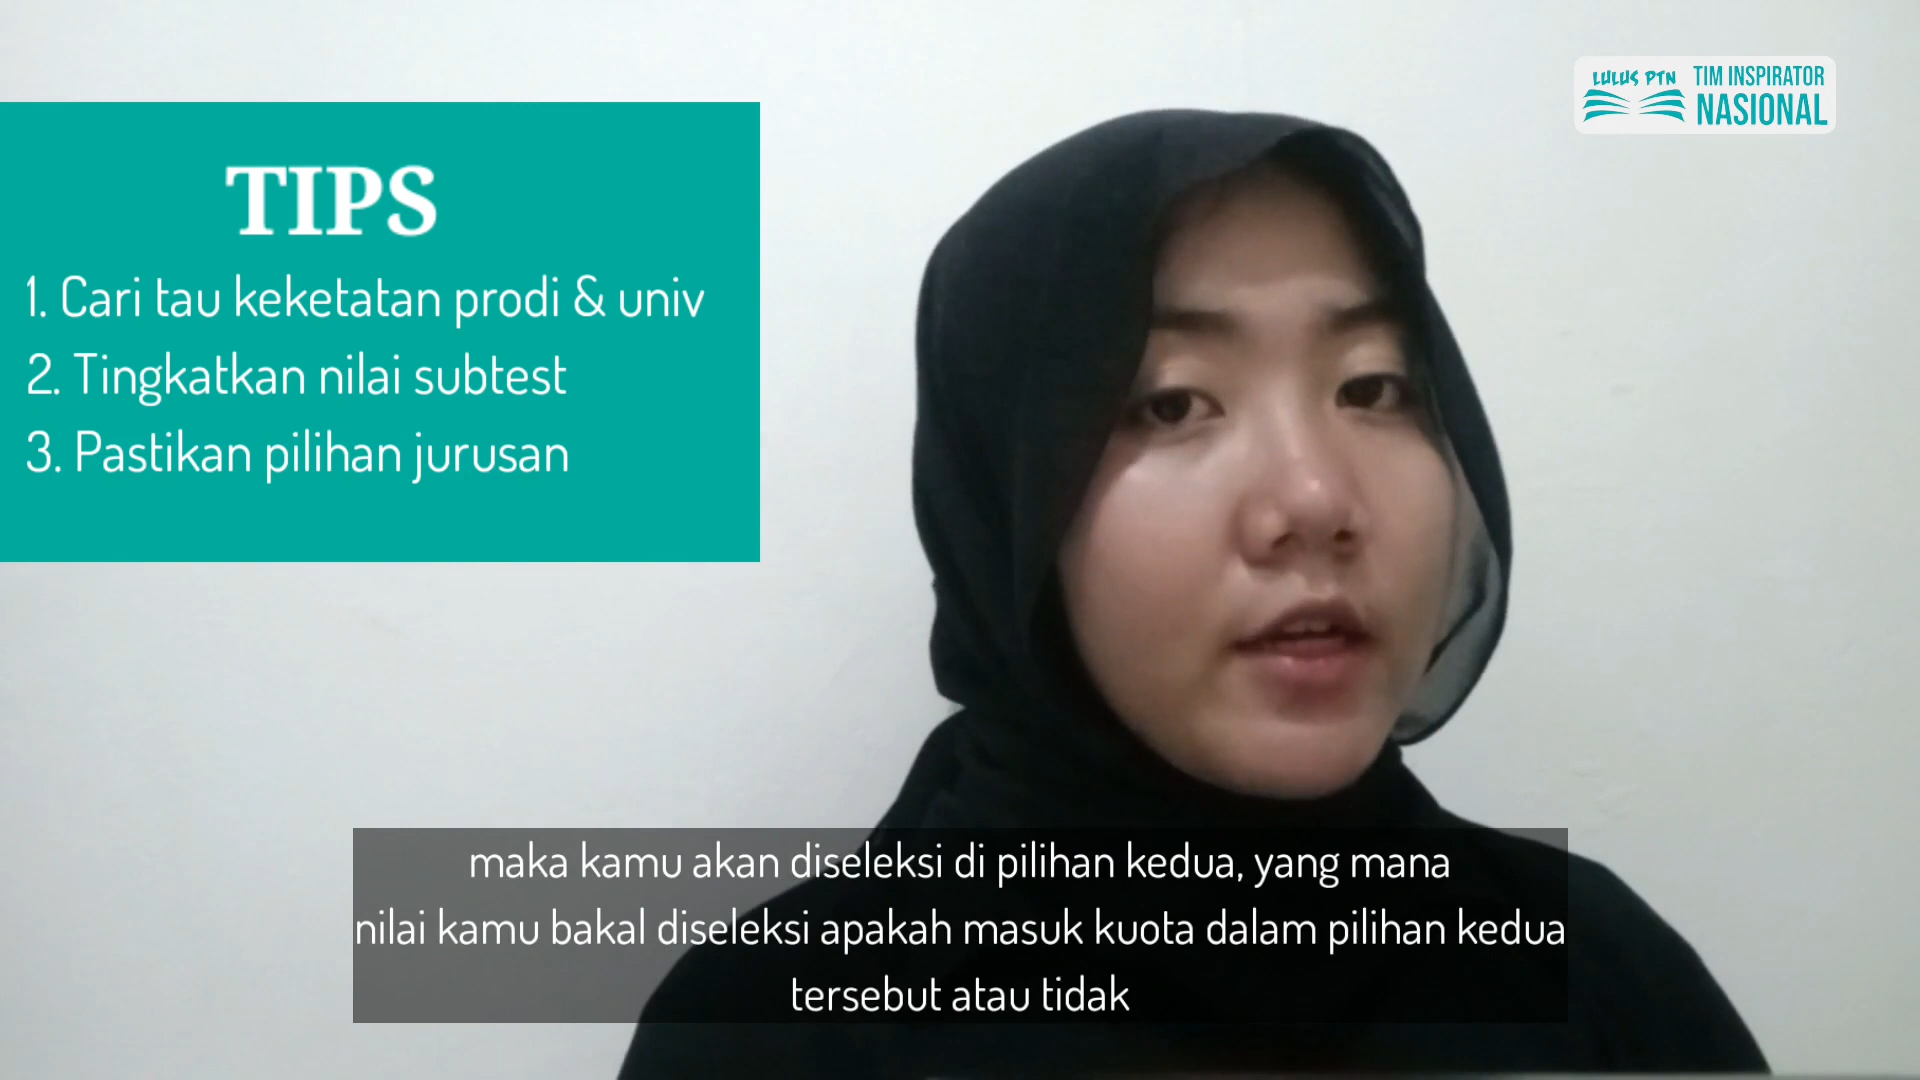 LULUS PTN
TIM INSPIRATOR
NASIONAL
TIPS
1. Cari tau keketatan prodi & univ
2. Tingkatkan nilai subtest
3. Pastikan pilihan jurusan
maka kamu akan diseleksi di pilihan kedua, yang mana
nilai kamu bakal diseleksi apakah masuk kuota dalam pilihan kedua
tersebut atau tidak